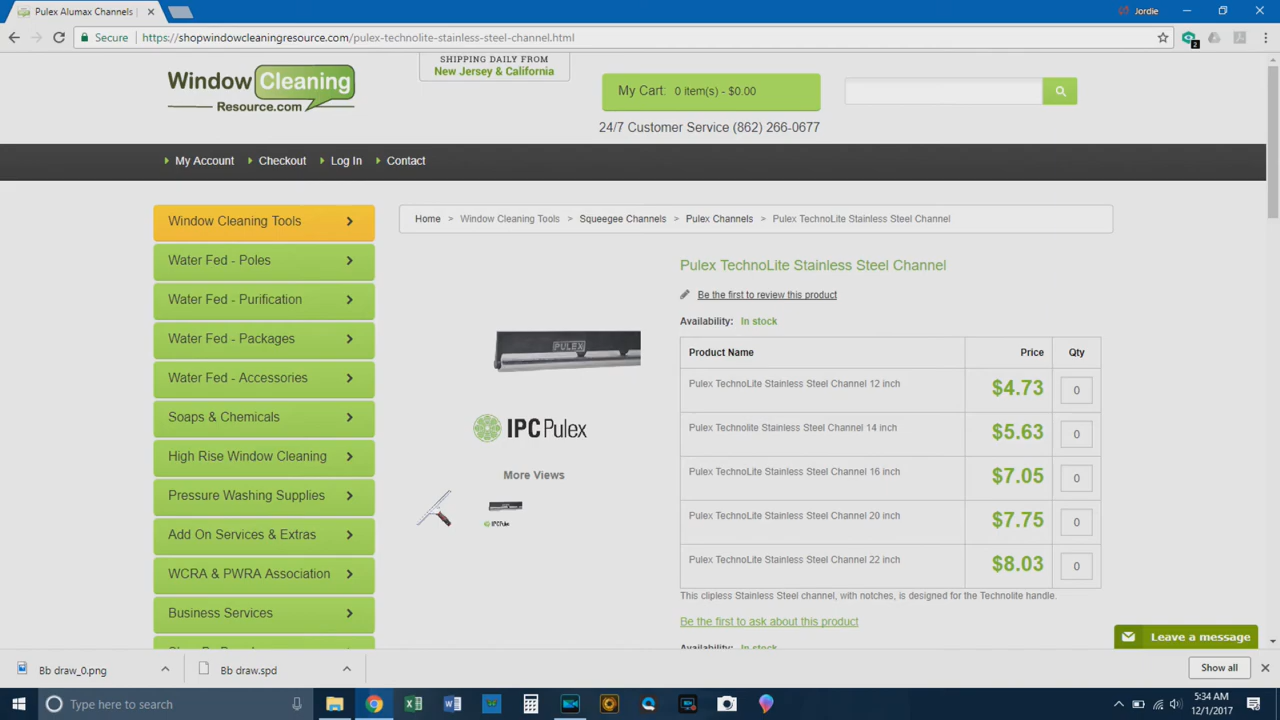 Pulex Alumax Channels |
Jordie
Secure
https://shopwindowcleaningresource.com/pulex-technolite-stainless-steel-channel.html
2
Window Cleaning
Resource.com
SHIPPING DAILY FROM
New Jersey & California
My Cart: 0 item(s) - $0.00
24/7 Customer Service (862) 266-0677
My Account
Checkout
Log In
Contact
Window Cleaning Tools
Water Fed - Poles
Water Fed - Purification
Water Fed - Packages
Water Fed - Accessories
Soaps & Chemicals
High Rise Window Cleaning
Pressure Washing Supplies
Add On Services & Extras
WCRA & PWRA Association
Business Services
Home > Window Cleaning Tools > Squeegee Channels > Pulex Channels > Pulex TechnoLite Stainless Steel Channel
PULEX
IPC Pulex
More Views
IPC Pulex
Pulex TechnoLite Stainless Steel Channel
Be the first to review this product
Availability: In stock
Product Name Price Qty
Pulex TechnoLite Stainless Steel Channel 12 inch $4.73 0
Pulex Technolite Stainless Steel Channel 14 inch $5.63 0
Pulex TechnoLite Stainless Steel Channel 16 inch $7.05 0
Pulex TechnoLite Stainless Steel Channel 20 inch $7.75 0
Pulex TechnoLite Stainless Steel Channel 22 inch $8.03 0
This clipless Stainless Steel channel, with notches, is designed for the Technolite handle.
Be the first to ask about this product
Availability: In stock
Leave a message
Bb draw_0.png
Bb draw.spd
Show all
Type here to search
5:34 AM
12/1/2017